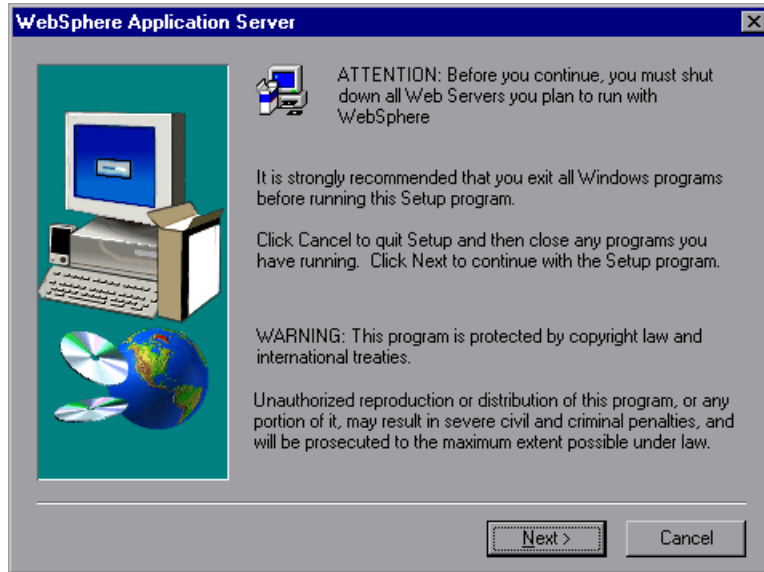 WebSphere Application Server
ATTENTION: Before you continue, you must shut
down all Web Servers you plan to run with
WebSphere
It is strongly recommended that you exit all Windows programs
before running this Setup program.
Click Cancel to quit Setup and then close any programs you
have running.  Click Next to continue with the Setup program.
WARNING: This program is protected by copyright law and
international treaties.
Unauthorized reproduction or distribution of this program, or any
portion of it, may result in severe civil and criminal penalties, and
will be prosecuted to the maximum extent possible under law.
Next >
Cancel